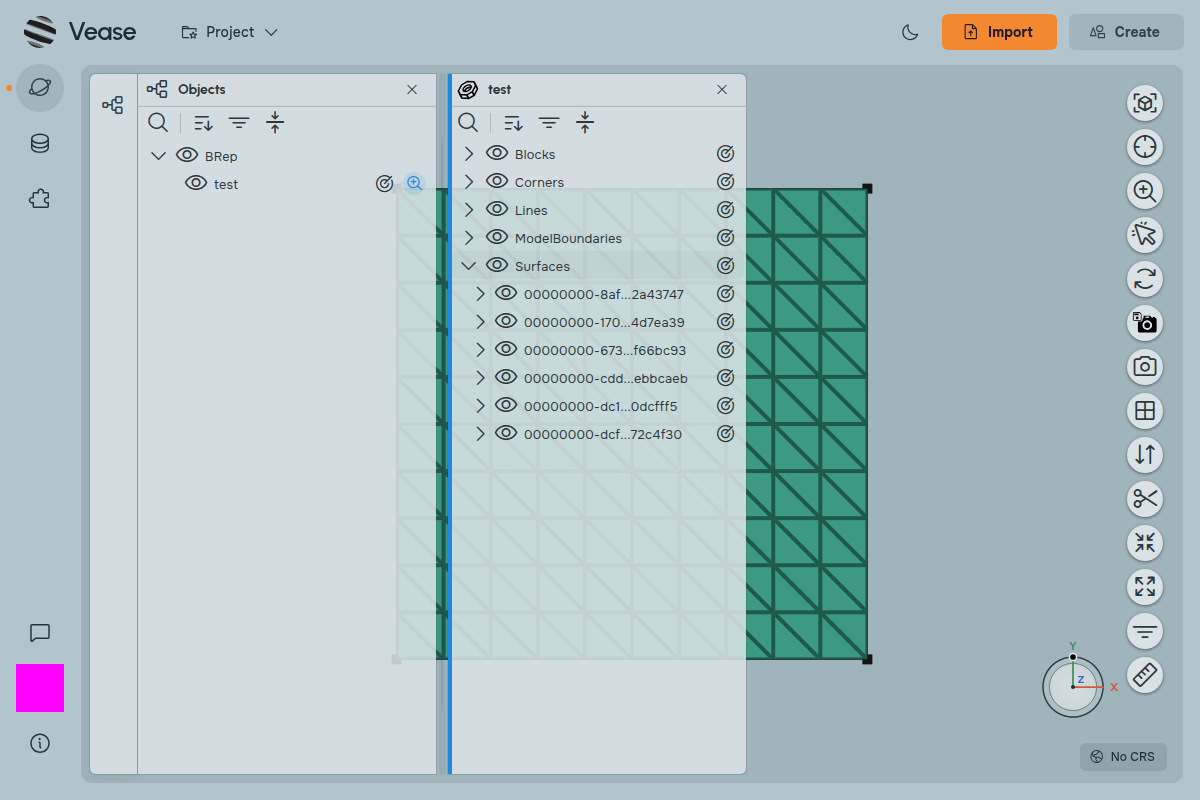 Vease
Project
Import
Create
Objects
BRep
test
test
Blocks
Corners
Lines
ModelBoundaries
Surfaces
00000000-8af...2a43747
00000000-170...4d7ea39
00000000-673...f66bc93
00000000-cdd...ebbcaeb
00000000-dc1...0dcfff5
00000000-dcf...72c4f30
Y
Z
X
No CRS